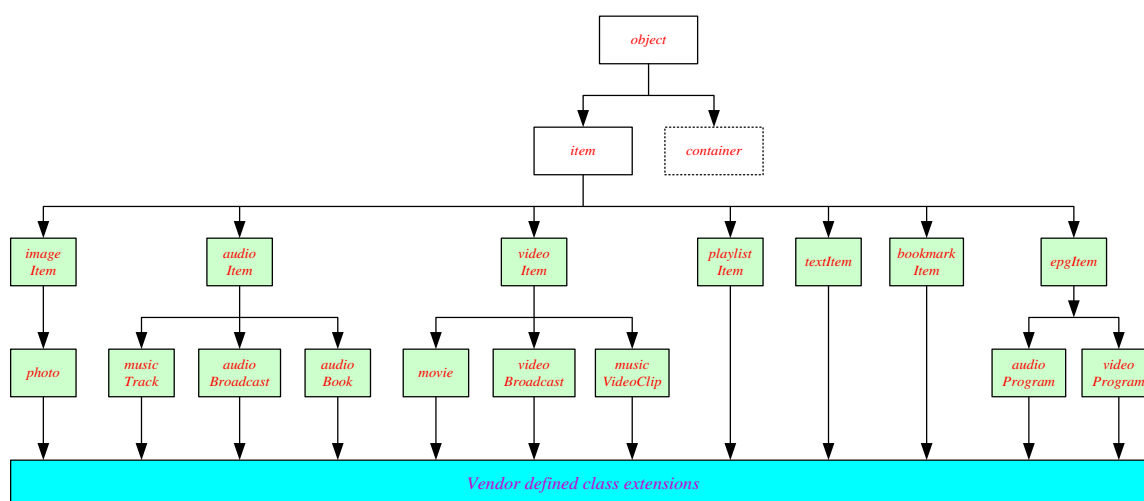 object
item
container
image
Item
audio
Item
video
Item
playlist
Item
textItem
bookmark
Item
epgItem
photo
music
Track
audio
Broadcast
audio
Book
movie
video
Broadcast
music
VideoClip
audio
Program
video
Program
Vendor defined class extensions